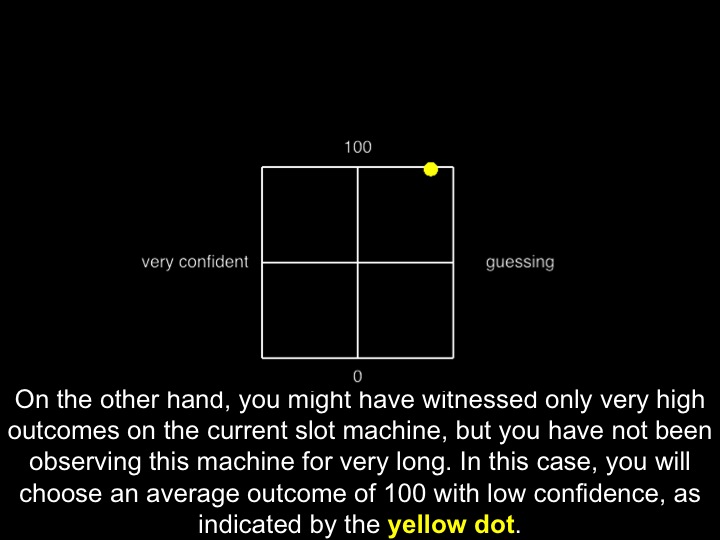 100
very confident
guessing
0
On the other hand, you might have witnessed only very high
outcomes on the current slot machine, but you have not been
observing this machine for very long. In this case, you will
choose an average outcome of 100 with low confidence, as
indicated by the yellow dot.